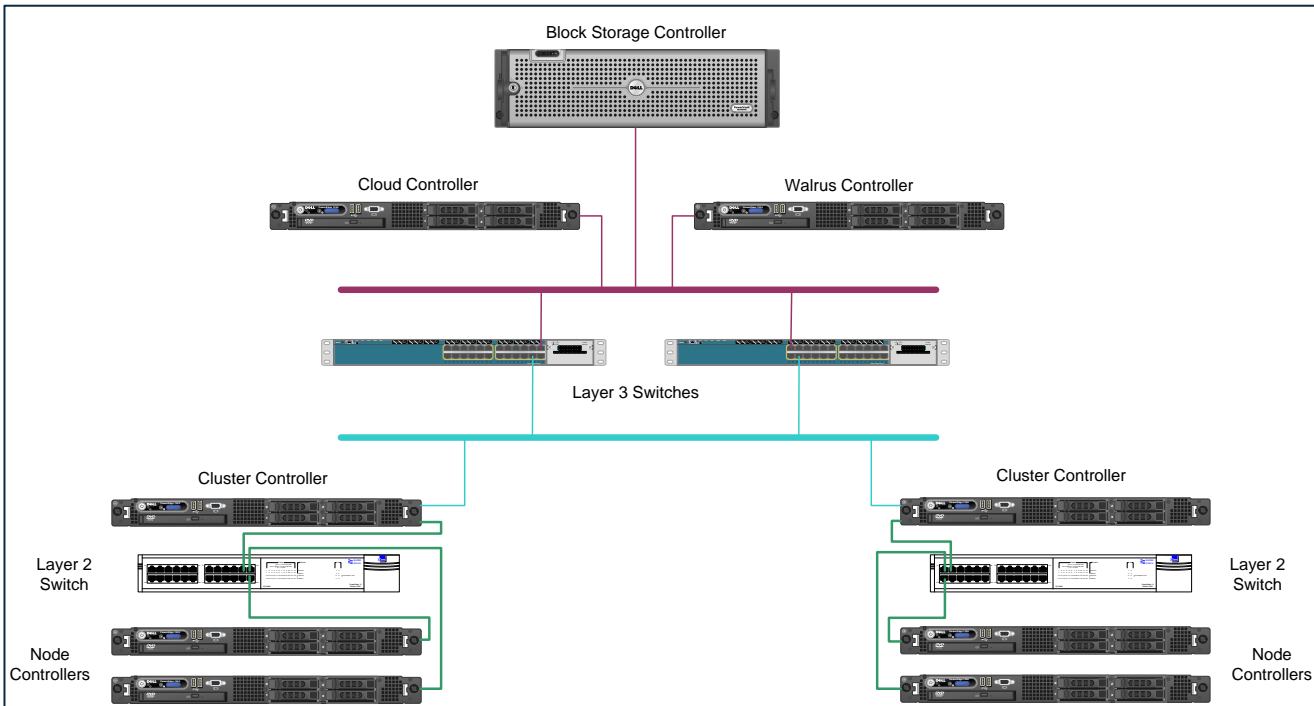 Block Storage Controller
DELL
Cloud Controller
Walrus Controller
Layer 3 Switches
Cluster Controller
Cluster Controller
Layer 2
Switch
Layer 2
Switch
Node
Controllers
Node
Controllers